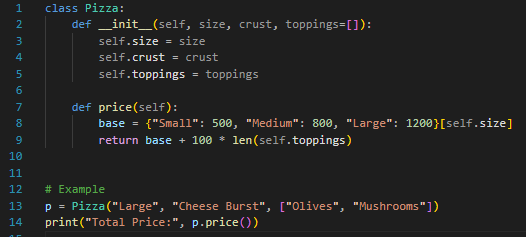 1 class Pizza:
2     def __init__(self, size, crust, toppings=[]):
3         self.size = size
4         self.crust = crust
5         self.toppings = toppings
6
7     def price(self):
8         base = {"Small": 500, "Medium": 800, "Large": 1200}[self.size]
9         return base + 100 * len(self.toppings)
10
11
12 # Example
13 p = Pizza("Large", "Cheese Burst", ["Olives", "Mushrooms"])
14 print("Total Price:", p.price())